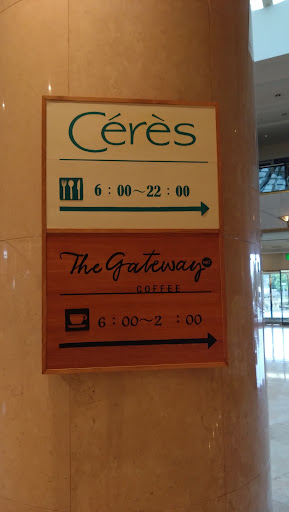 Cérès
6:00~22:00
The Gateway
COFFEE
6:00~2 :00